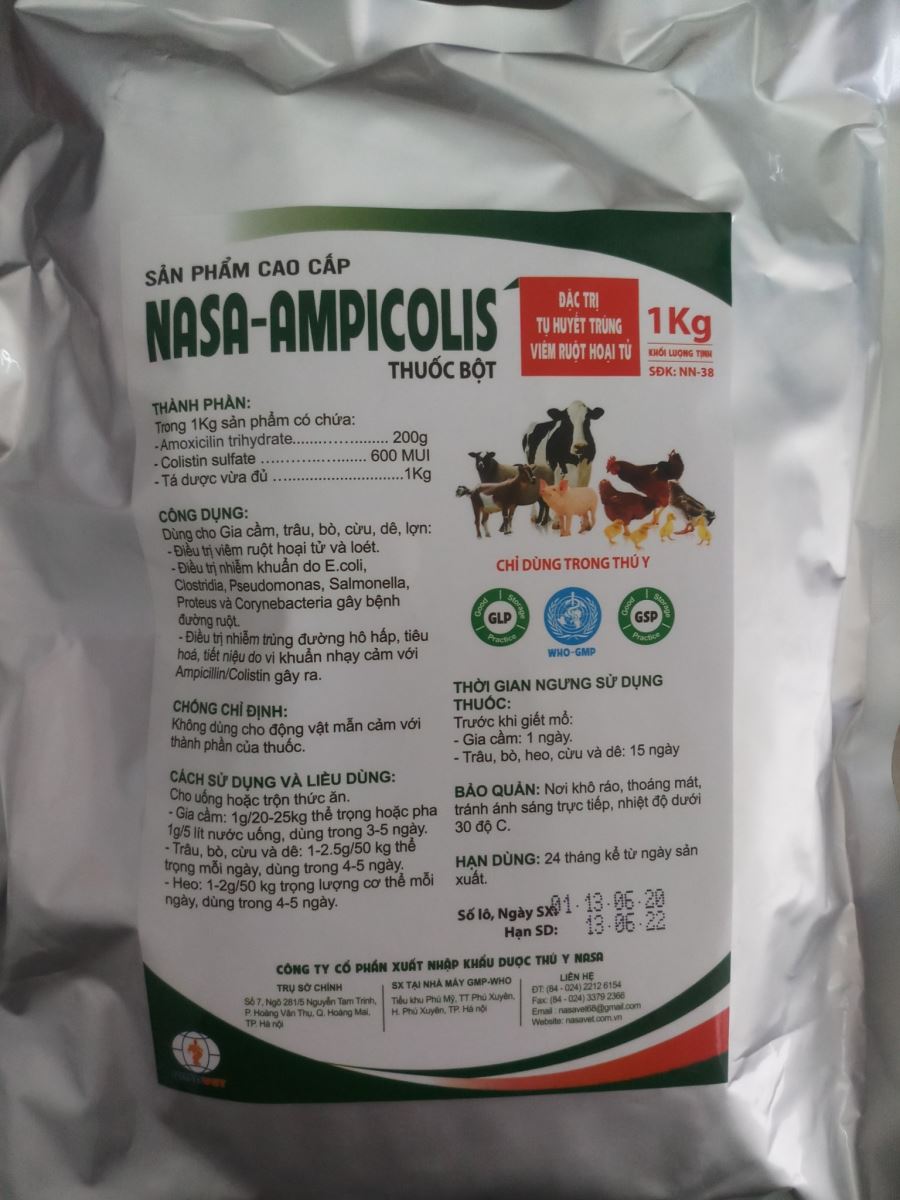 SẢN PHẨM CAO CẤP
NASA-AMPICOLIS
THUỐC BỘT
ĐẶC TRỊ
TỤ HUYẾT TRÙNG
VIÊM RUỘT HOẠI TỬ
1Kg
KHỐI LƯỢNG TỊNH
SĐK: NN-38
THÀNH PHẦN:
Trong 1Kg sản phẩm có chứa:
-Amoxicilin trihydrate.................... 200g
- Colistin sulfate ........................ 600 MUI
- Tá dược vừa đủ ..............................1Kg
CÔNG DỤNG:
Dùng cho Gia cầm, trâu, bò, cừu, dê, lợn:
- Điều trị viêm ruột hoại tử và loét.
- Điều trị nhiễm khuẩn do E.coli,
Clostridia, Pseudomonas, Salmonella,
Proteus và Corynebacteria gây bệnh
đường ruột.
- Điều trị nhiễm trùng đường hô hấp, tiêu
hoá, tiết niệu do vi khuẩn nhạy cảm với
Ampicillin/Colistin gây ra.
CHỐNG CHỈ ĐỊNH:
Không dùng cho động vật mẫn cảm với
thành phần của thuốc.
CÁCH SỬ DỤNG VÀ LIỀU DÙNG:
Cho uống hoặc trộn thức ăn.
- Gia cầm: 1g/20-25kg thể trọng hoặc pha
1g/5 lít nước uống, dùng trong 3-5 ngày.
- Trâu, bò, cừu và dê: 1-2.5g/50 kg thể
trọng mỗi ngày, dùng trong 4-5 ngày.
- Heo: 1-2g/50 kg trọng lượng cơ thể mỗi
ngày, dùng trong 4-5 ngày.
CHỈ DÙNG TRONG THÚ Y
Good Storage
GLP
Practice
WHO-GMP
Good Storage
GSP
Practice
THỜI GIAN NGƯNG SỬ DỤNG
THUỐC:
Trước khi giết mổ:
- Gia cầm: 1 ngày.
- Trâu, bò, heo, cừu và dê: 15 ngày
BẢO QUẢN: Nơi khô ráo, thoáng mát,
tránh ánh sáng trực tiếp, nhiệt độ dưới
30 độ C.
HẠN DÙNG: 24 tháng kể từ ngày sản
xuất.
Số lô, Ngày SX: 01·13·06·20
Hạn SD: 13·06·22
CÔNG TY CỔ PHẦN XUẤT NHẬP KHẨU DƯỢC THÚ Y NASA
TRỤ SỞ CHÍNH
Số 7, Ngõ 281/5 Nguyễn Tam Trinh,
P. Hoàng Văn Thụ, Q. Hoàng Mai,
TP. Hà nội
SX TẠI NHÀ MÁY GMP-WHO
Tiểu khu Phú Mỹ, TT Phú Xuyên,
H. Phú Xuyên, TP. Hà nội
LIÊN HỆ
ĐT: (84 - 024) 2212 6154
Fax: (84 - 024) 3379 2366
Email : nasavet68@gmail.com
Website: nasavet.com.vn